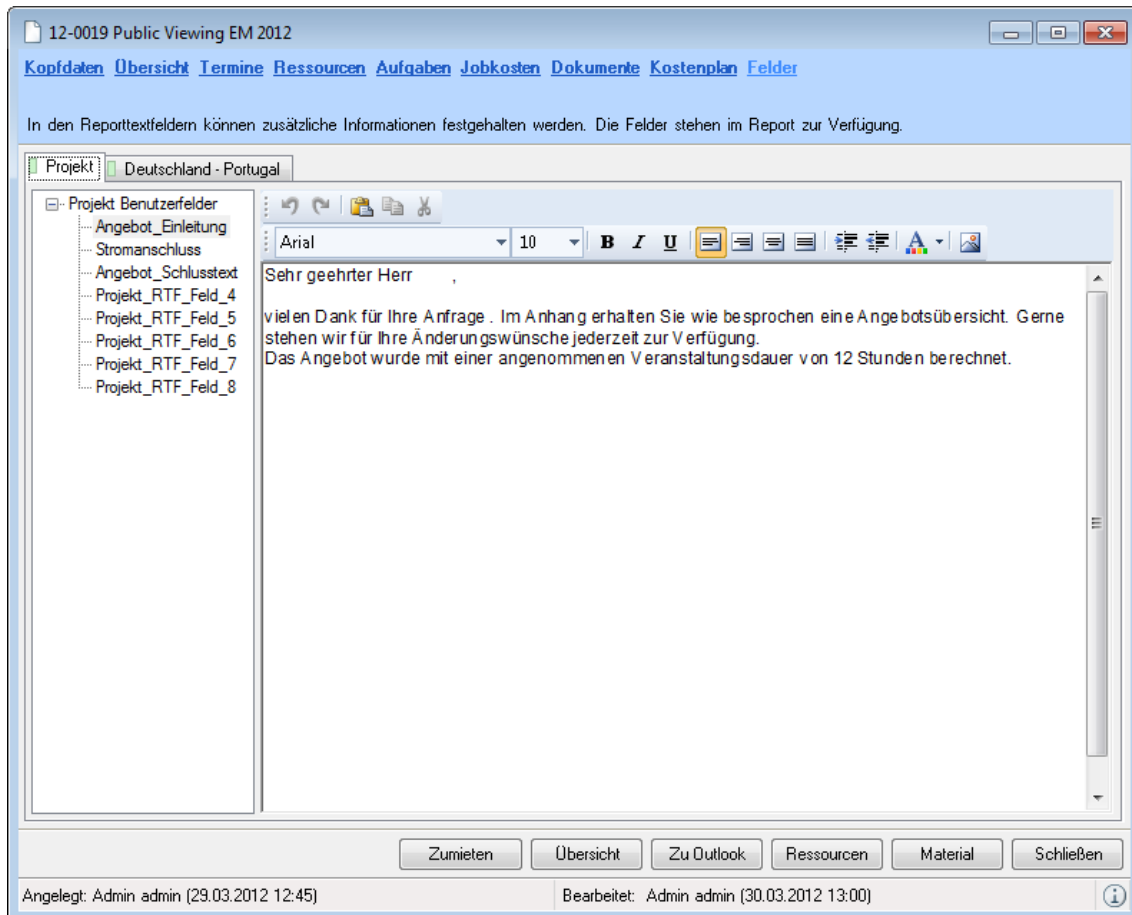 12-0019 Public Viewing EM 2012
Kopfdaten Übersicht Termine Ressourcen Aufgaben Jobkosten Dokumente Kostenplan Felder
In den Reporttextfeldern können zusätzliche Informationen festgehalten werden. Die Felder stehen im Report zur Verfügung.
Projekt Deutschland - Portugal
Projekt Benutzerfelder
Angebot_Einleitung
Stromanschluss
Angebot_Schlusstext
Projekt_RTF_Feld_4
Projekt_RTF_Feld_5
Projekt_RTF_Feld_6
Projekt_RTF_Feld_7
Projekt_RTF_Feld_8
Arial 10 B I U A
Sehr geehrter Herr ,
vielen Dank für Ihre Anfrage . Im Anhang erhalten Sie wie besprochen eine Angebotsübersicht. Gerne
stehen wir für Ihre Änderungswünsche jederzeit zur Verfügung.
Das Angebot wurde mit einer angenommenen Veranstaltungsdauer von 12 Stunden berechnet.
Zumieten Übersicht Zu Outlook Ressourcen Material Schließen
Angelegt: Admin admin (29.03.2012 12:45) Bearbeitet: Admin admin (30.03.2012 13:00)